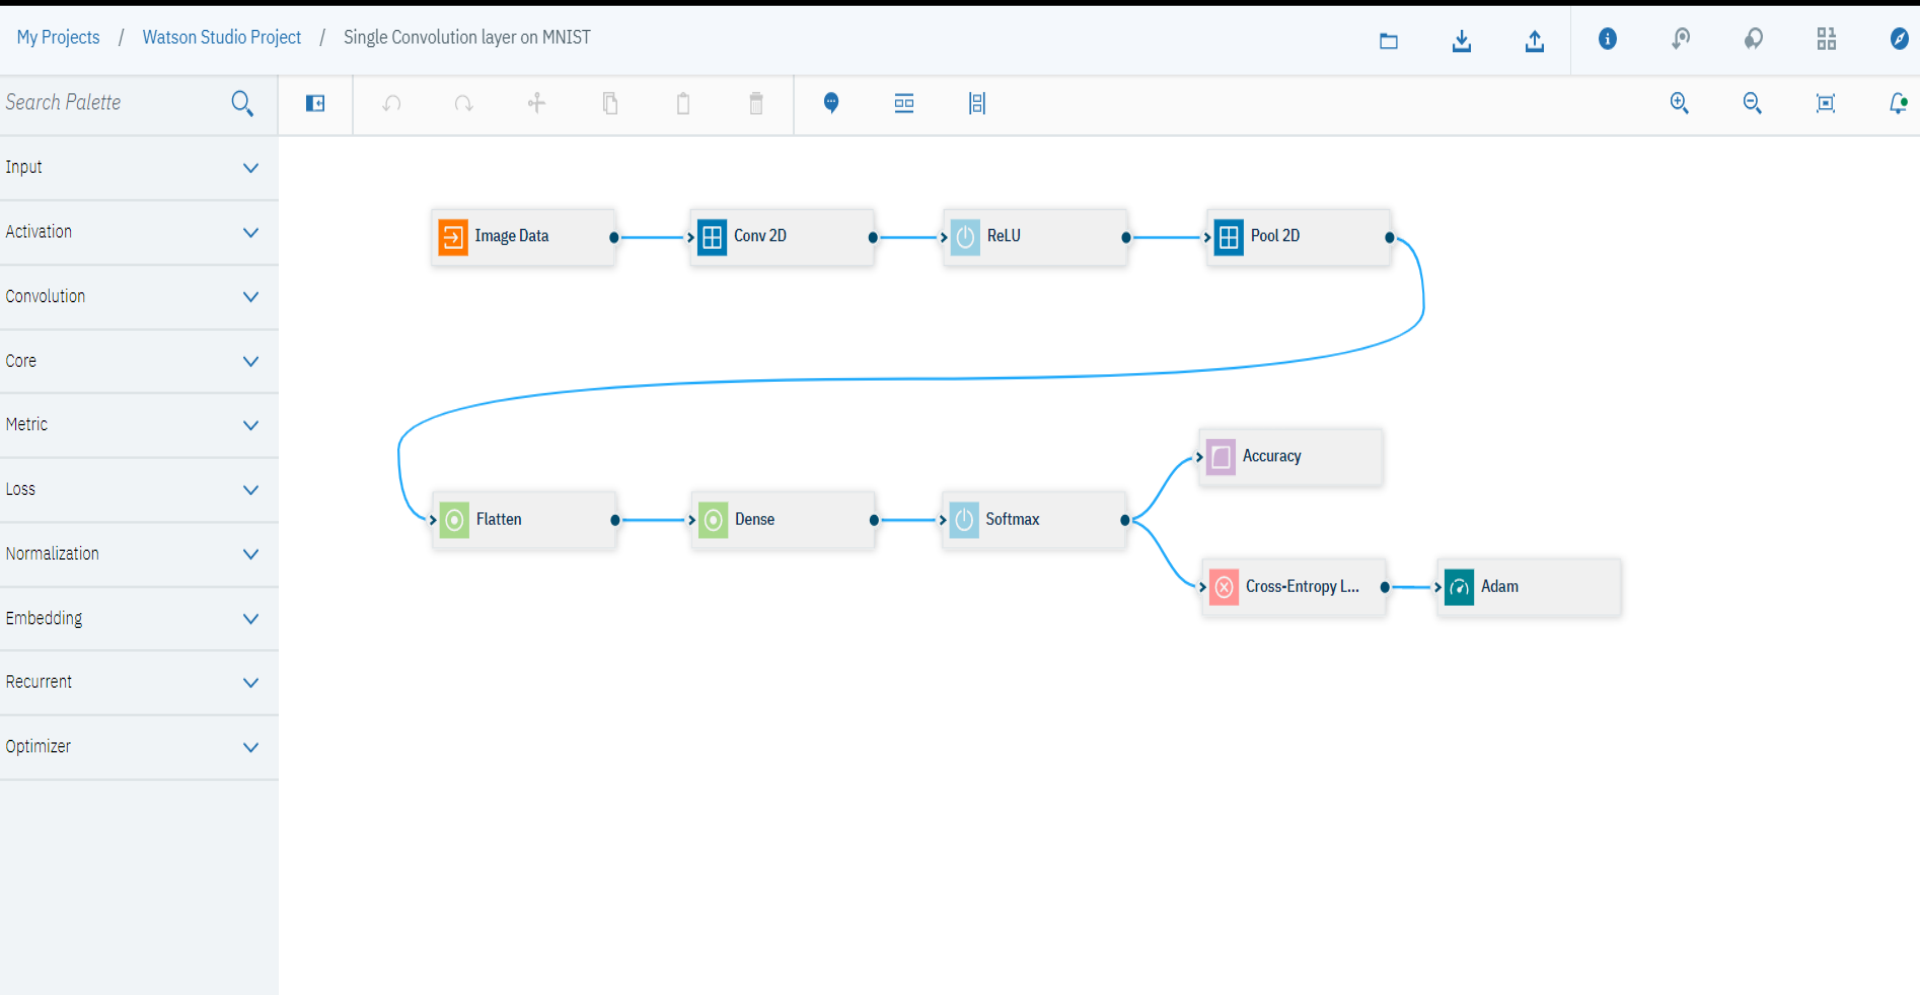 My Projects / Watson Studio Project / Single Convolution layer on MNIST
Search Palette
Input
Activation
Convolution
Core
Metric
Loss
Normalization
Embedding
Recurrent
Optimizer
Image Data
Conv 2D
ReLU
Pool 2D
Flatten
Dense
Softmax
Accuracy
Cross-Entropy L...
Adam